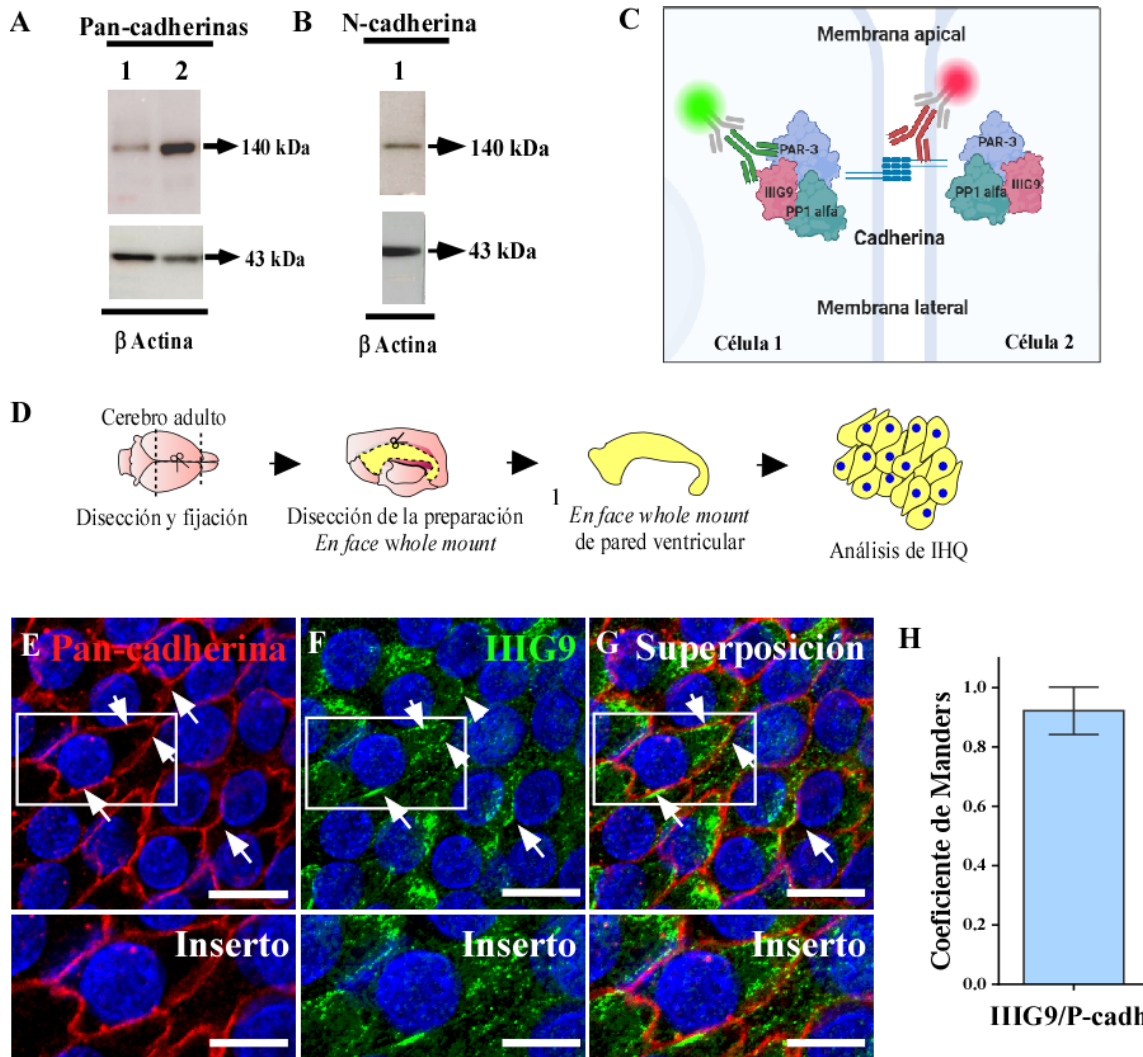 A
Pan-cadherinas
1 2
140 kDa
43 kDa
β Actina
B
N-cadherina
1
140 kDa
43 kDa
β Actina
C
Membrana apical
PAR-3
IIIG9
PP1 alfa
PAR-3
PP1 alfa
IIIG9
Cadherina
Membrana lateral
Célula 1
Célula 2
D
Cerebro adulto
Disección y fijación
Disección de la preparación
En face whole mount
1
En face whole mount
de pared ventricular
Análisis de IHQ
E
Pan-cadherina
F
IIIG9
G
Superposición
Inserto
Inserto
Inserto
H
Coeficiente de Manders
1.0
0.8
0.6
0.4
0.2
0.0
IIIG9/P-cadh